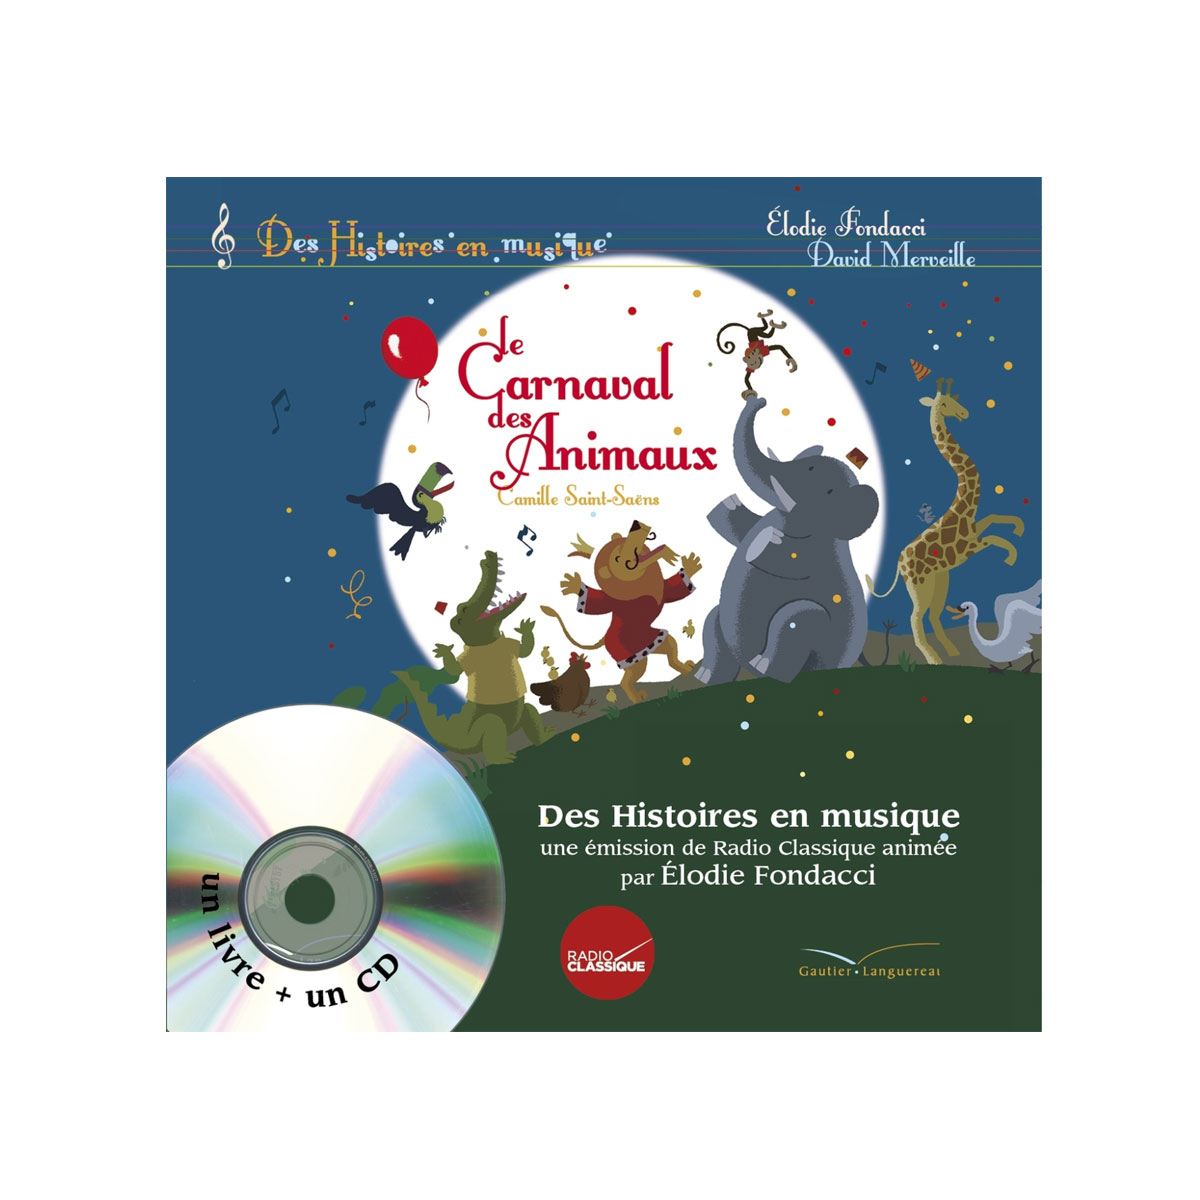 Des Histoires en musique
Élodie Fondacci
David Merveille
le
Carnaval
des
Animaux
Camille Saint-Saëns
Des Histoires en musique
une émission de Radio Classique animée
par Élodie Fondacci
un livre + un CD
RADIO
CLASSIQUE
Gautier • Languereau